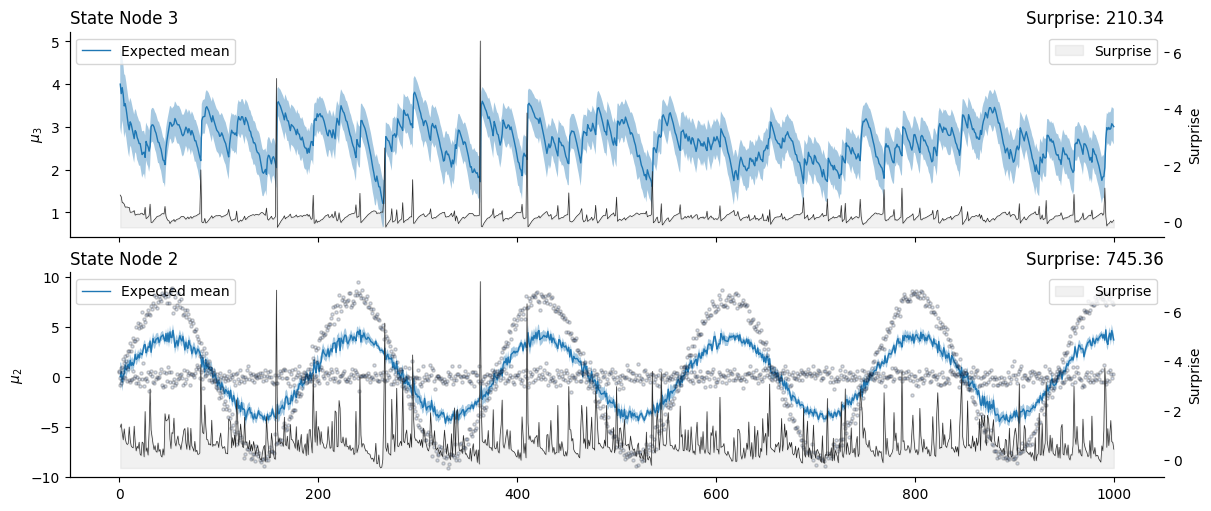 State Node 3
Surprise: 210.34
Expected mean
Surprise
5
4
3
2
1
μ3
6
4
2
0
Surprise
State Node 2
Surprise: 745.36
Expected mean
Surprise
10
5
0
−5
−10
μ2
6
4
2
0
Surprise
0 200 400 600 800 1000